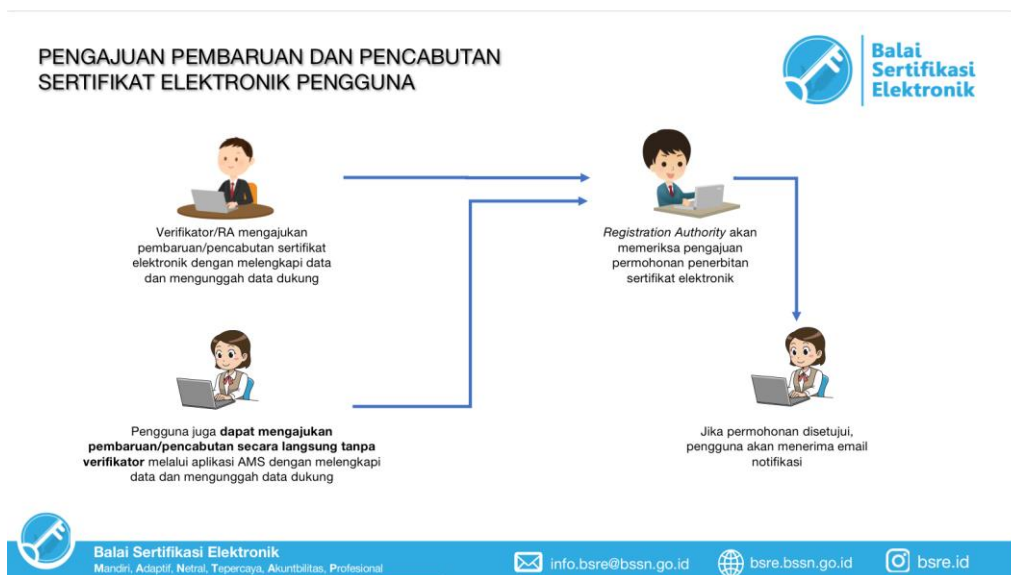 PENGAJUAN PEMBARUAN DAN PENCABUTAN
SERTIFIKAT ELEKTRONIK PENGGUNA
Balai
Sertifikasi
Elektronik
Verifikator/RA mengajukan
pembaruan/pencabutan sertifikat
elektronik dengan melengkapi data
dan mengunggah data dukung
Registration Authority akan
memeriksa pengajuan
permohonan penerbitan
sertifikat elektronik
Pengguna juga dapat mengajukan
pembaruan/pencabutan secara langsung tanpa
verifikator melalui aplikasi AMS dengan melengkapi
data dan mengunggah data dukung
Jika permohonan disetujui,
pengguna akan menerima email
notifikasi
Balai Sertifikasi Elektronik
Mandiri, Adaptif, Netral, Tepercaya, Akuntbilitas, Profesional
info.bsre@bssn.go.id
bsre.bssn.go.id
bsre.id